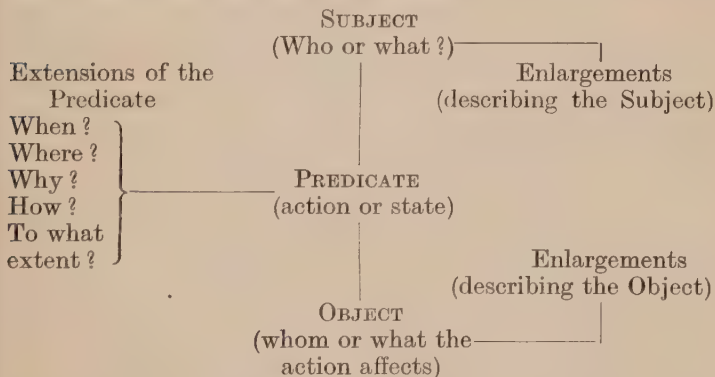 SUBJECT
(Who or what ?)
Extensions of the
Predicate
When ?
Where ?
Why ?
How ?
To what
extent ?
Enlargements
(describing the Subject)
PREDICATE
(action or state)
Enlargements
(describing the Object)
OBJECT
(whom or what the
action affects)